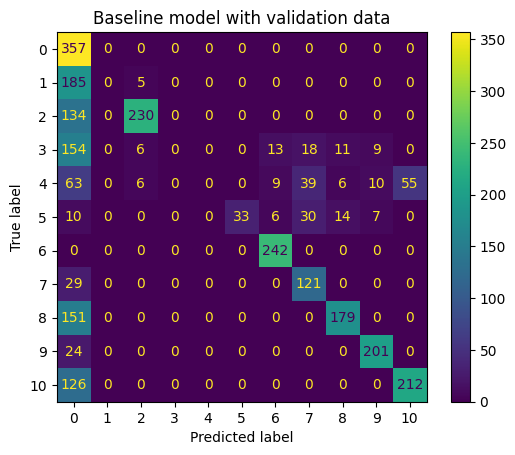 Baseline model with validation data
0 357 0 0 0 0 0 0 0 0 0 0
1 185 0 5 0 0 0 0 0 0 0 0
2 134 0 230 0 0 0 0 0 0 0 0
3 154 0 6 0 0 0 13 18 11 9 0
4 63 0 6 0 0 0 9 39 6 10 55
5 10 0 0 0 0 33 6 30 14 7 0
6 0 0 0 0 0 0 242 0 0 0 0
7 29 0 0 0 0 0 0 121 0 0 0
8 151 0 0 0 0 0 0 0 179 0 0
9 24 0 0 0 0 0 0 0 0 201 0
10 126 0 0 0 0 0 0 0 0 0 212
0 1 2 3 4 5 6 7 8 9 10
Predicted label
True label
350
300
250
200
150
100
50
0